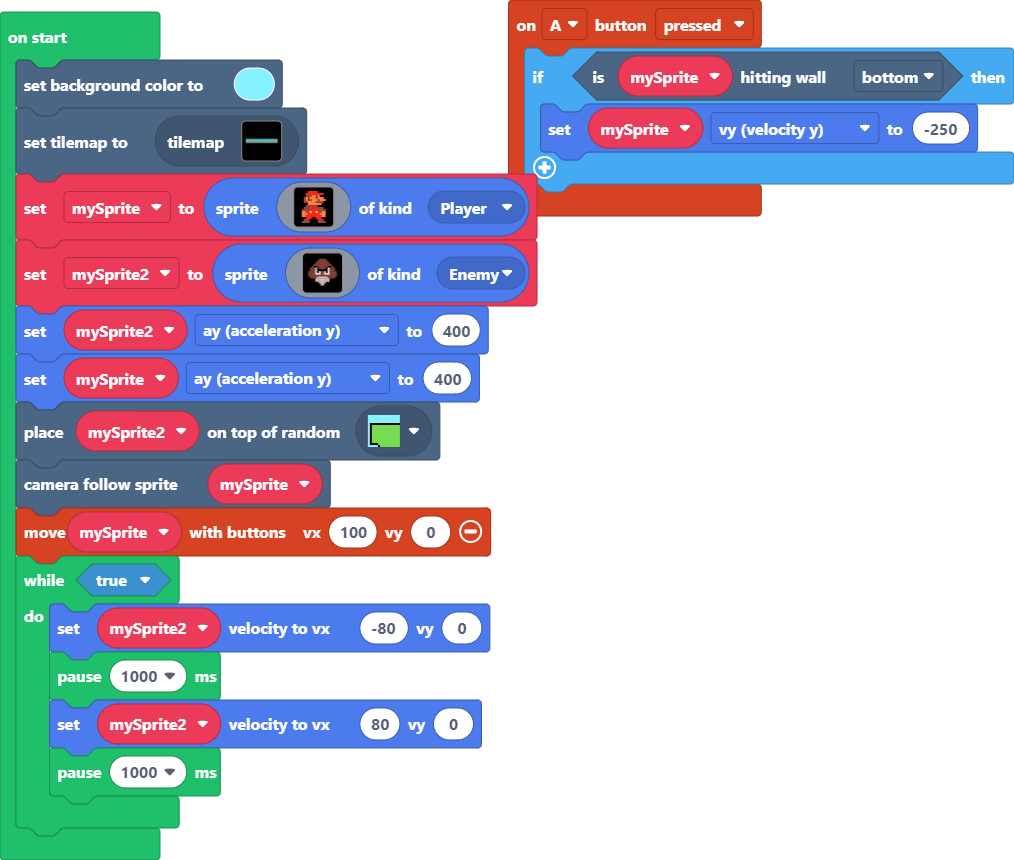 on start
set background color to
set tilemap to tilemap
set mySprite to sprite of kind Player
set mySprite2 to sprite of kind Enemy
set mySprite2 ay (acceleration y) to 400
set mySprite ay (acceleration y) to 400
place mySprite2 on top of random
camera follow sprite mySprite
move mySprite with buttons vx 100 vy 0
while true
do
set mySprite2 velocity to vx -80 vy 0
pause 1000 ms
set mySprite2 velocity to vx 80 vy 0
pause 1000 ms
on A button pressed
if is mySprite hitting wall bottom then
set mySprite vy (velocity y) to -250